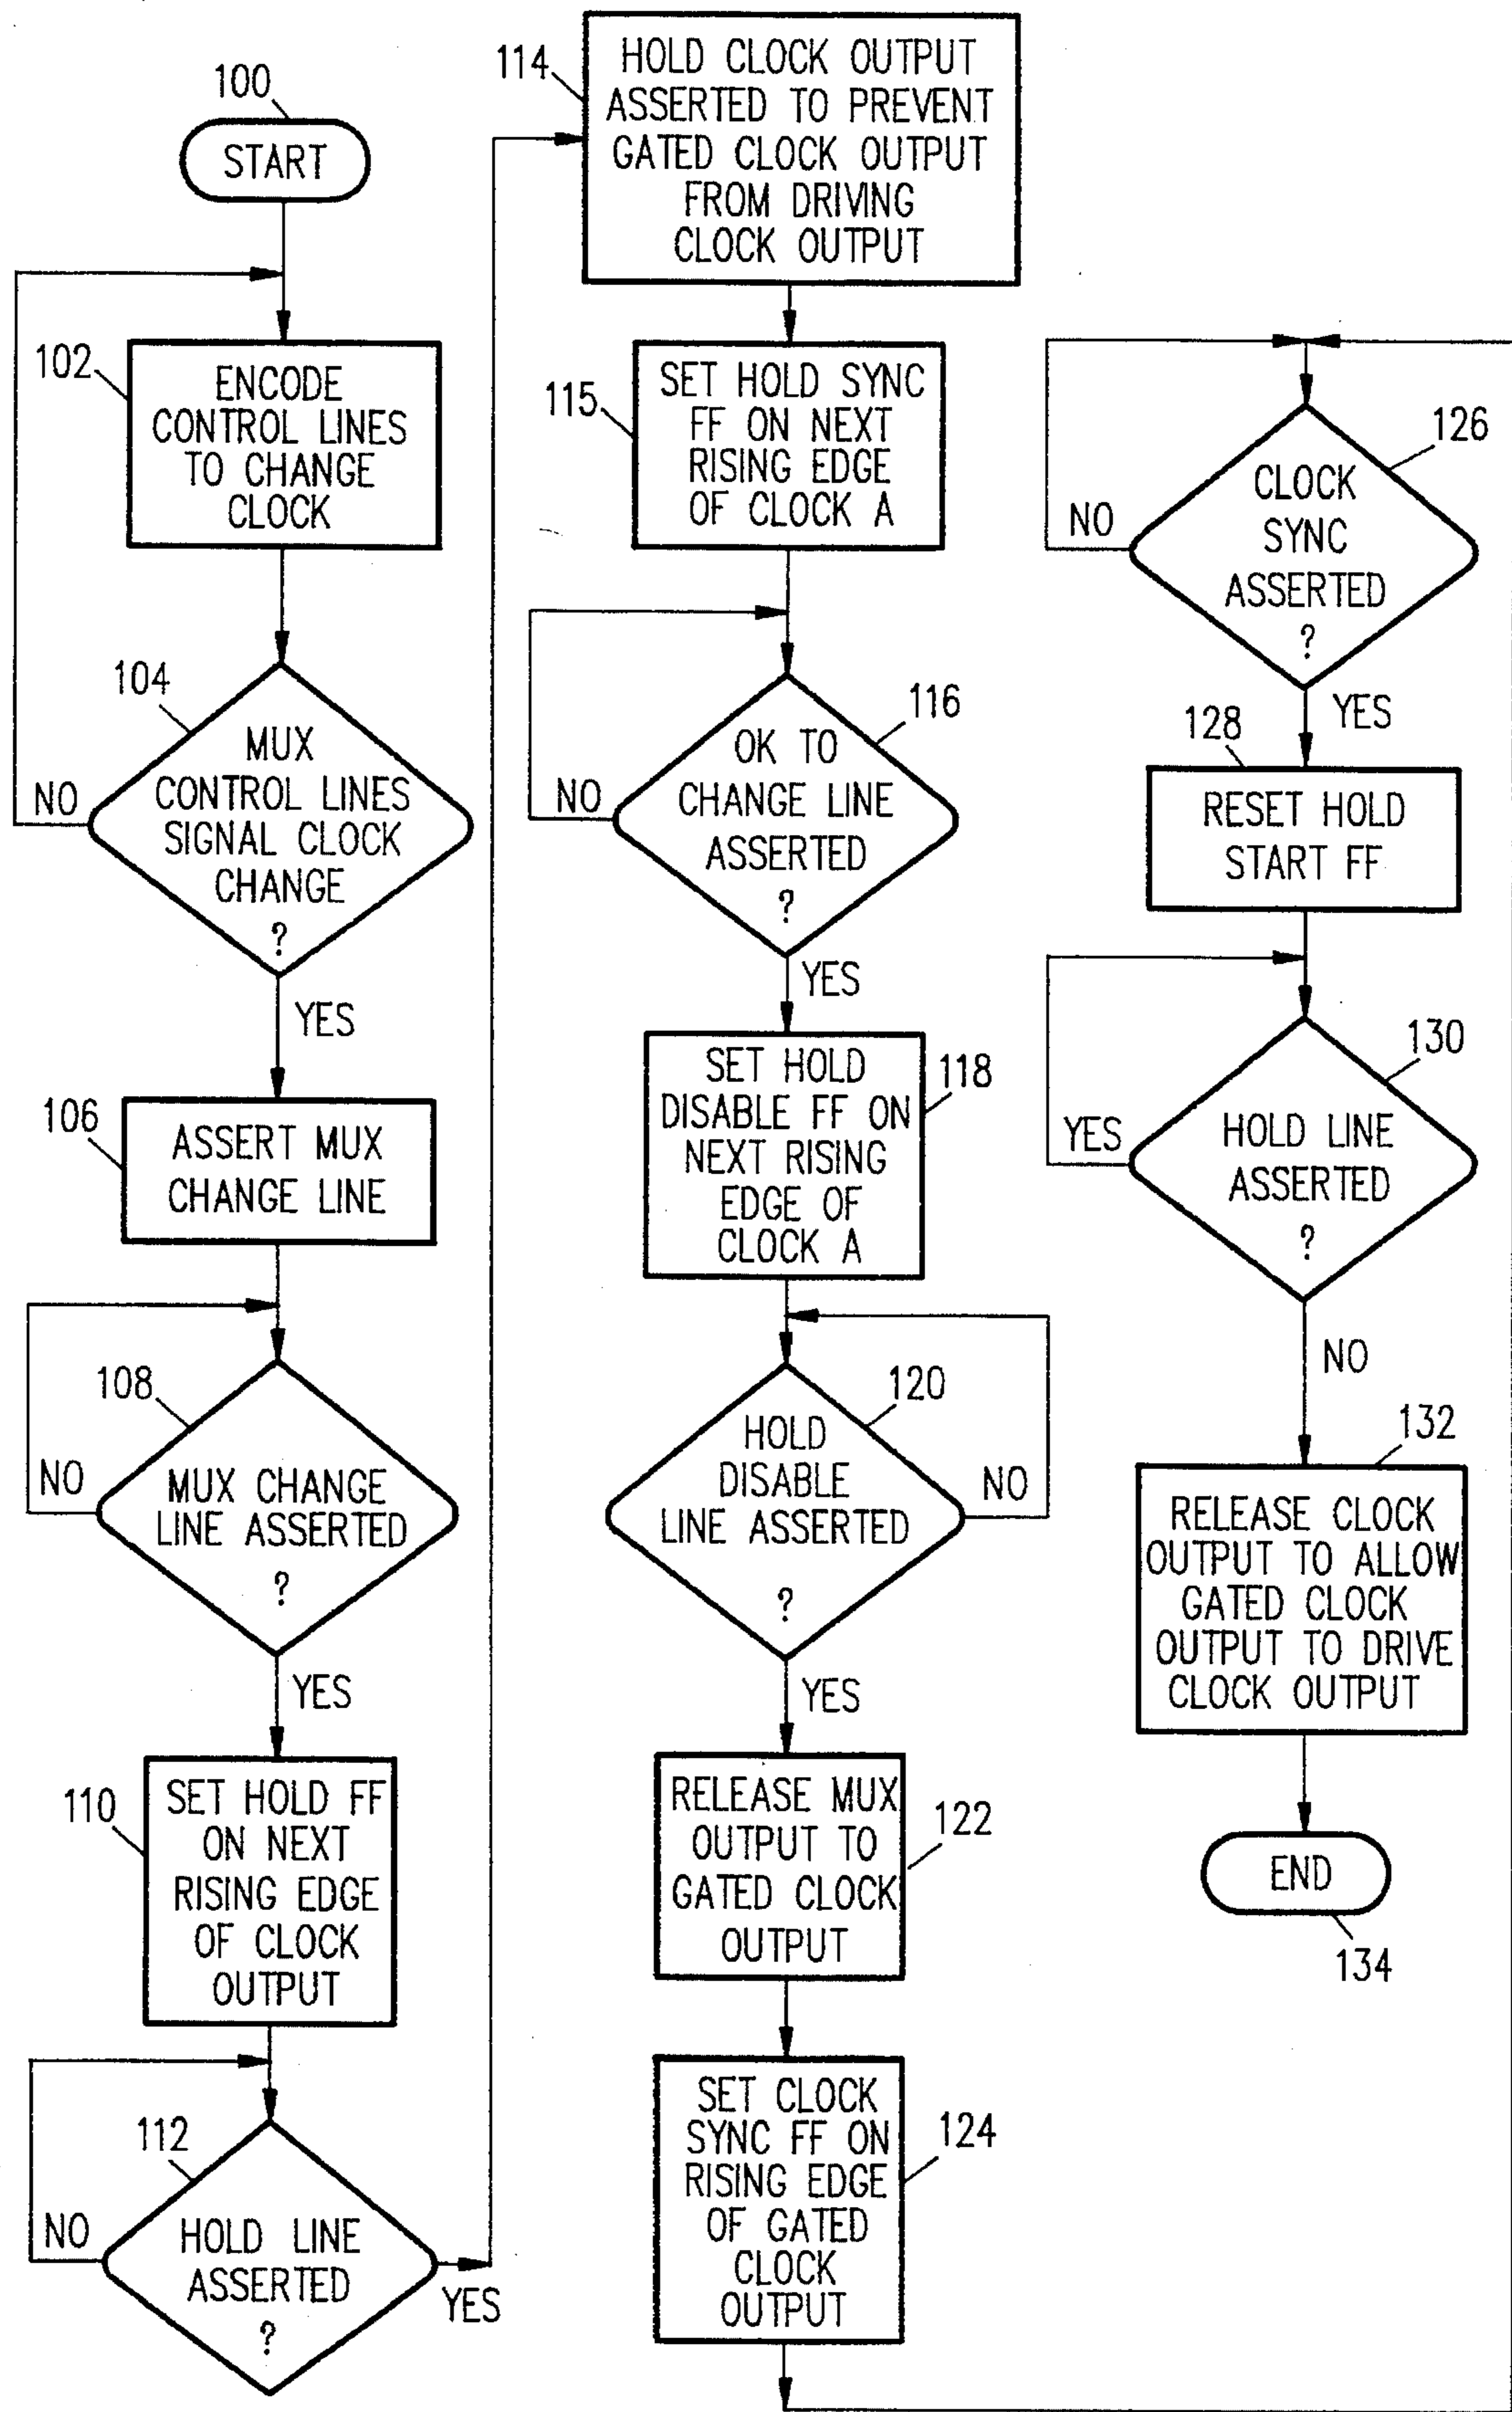 100
START
102
ENCODE
CONTROL LINES
TO CHANGE
CLOCK
104
MUX
CONTROL LINES
SIGNAL CLOCK
CHANGE
?
NO
YES
106
ASSERT MUX
CHANGE LINE
108
MUX CHANGE
LINE ASSERTED
?
NO
YES
110
SET HOLD FF
ON NEXT
RISING EDGE
OF CLOCK
OUTPUT
112
HOLD LINE
ASSERTED
?
NO
YES
114
HOLD CLOCK OUTPUT
ASSERTED TO PREVENT
GATED CLOCK OUTPUT
FROM DRIVING
CLOCK OUTPUT
115
SET HOLD SYNC
FF ON NEXT
RISING EDGE
OF CLOCK A
116
OK TO
CHANGE LINE
ASSERTED
?
NO
YES
118
SET HOLD
DISABLE FF ON
NEXT RISING
EDGE OF
CLOCK A
120
HOLD
DISABLE
LINE ASSERTED
?
NO
YES
122
RELEASE MUX
OUTPUT TO
GATED CLOCK
OUTPUT
124
SET CLOCK
SYNC FF ON
RISING EDGE
OF GATED
CLOCK
OUTPUT
126
CLOCK
SYNC
ASSERTED
?
NO
YES
128
RESET HOLD
START FF
130
HOLD LINE
ASSERTED
?
YES
NO
132
RELEASE CLOCK
OUTPUT TO ALLOW
GATED CLOCK
OUTPUT TO DRIVE
CLOCK OUTPUT
END
134